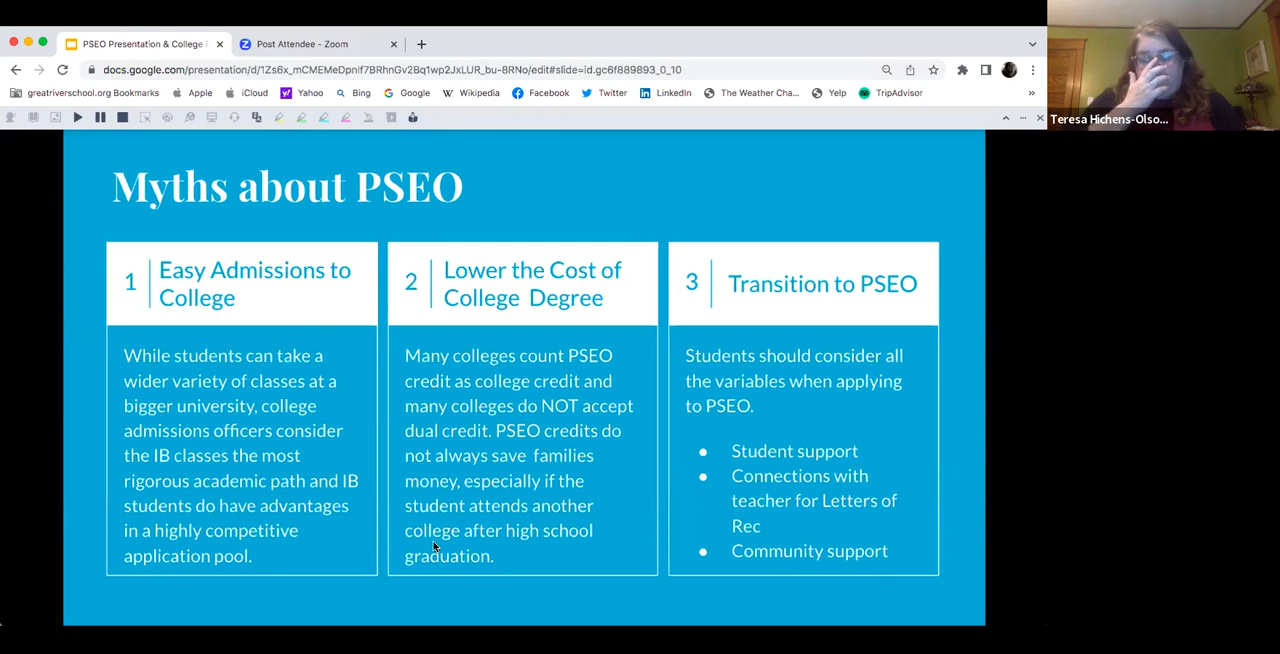 PSEO Presentation & College
Post Attendee - Zoom
docs.google.com/presentation/d/1Zs6x_mCMEMeDpnIf7BRhnGv2Bq1wp2JxLUR_bu-8RNo/edit#slide=id.gc6f889893_0_10
greatriverschool.org Bookmarks Apple iCloud Yahoo Bing Google Wikipedia Facebook Twitter LinkedIn The Weather Cha... Yelp TripAdvisor
Teresa Hichens-Olso...
Myths about PSEO
1 Easy Admissions to
College
While students can take a
wider variety of classes at a
bigger university, college
admissions officers consider
the IB classes the most
rigorous academic path and IB
students do have advantages
in a highly competitive
application pool.
2 Lower the Cost of
College Degree
Many colleges count PSEO
credit as college credit and
many colleges do NOT accept
dual credit. PSEO credits do
not always save families
money, especially if the
student attends another
college after high school
graduation.
3 Transition to PSEO
Students should consider all
the variables when applying
to PSEO.
● Student support
● Connections with
teacher for Letters of
Rec
● Community support